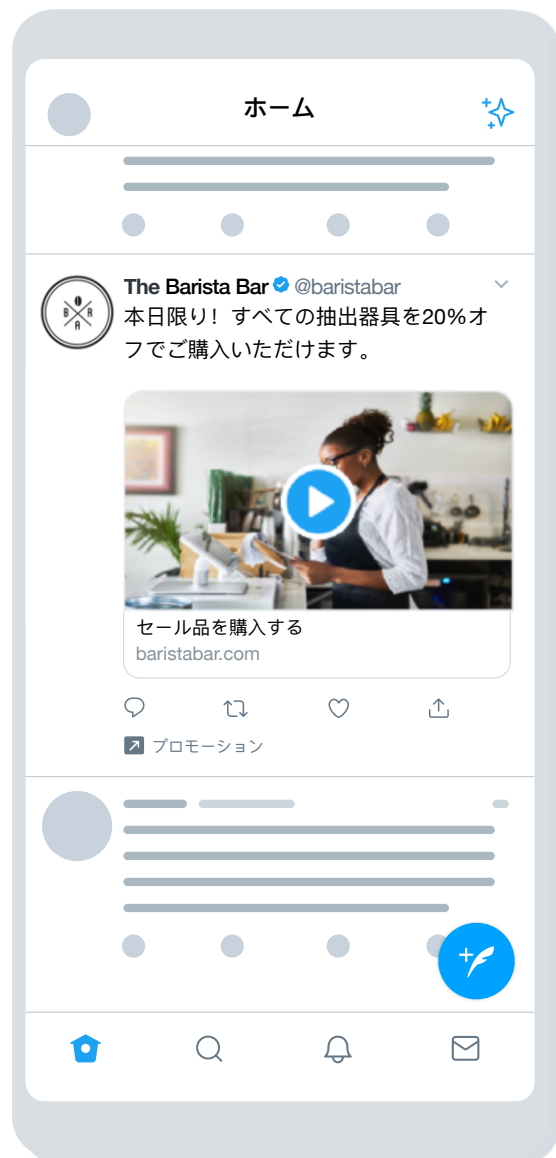 ホーム
The Barista Bar @baristabar
本日限り！すべての抽出器具を20%オ
フでご購入いただけます。
B R
A
セール品を購入する
baristabar.com
プロモーション